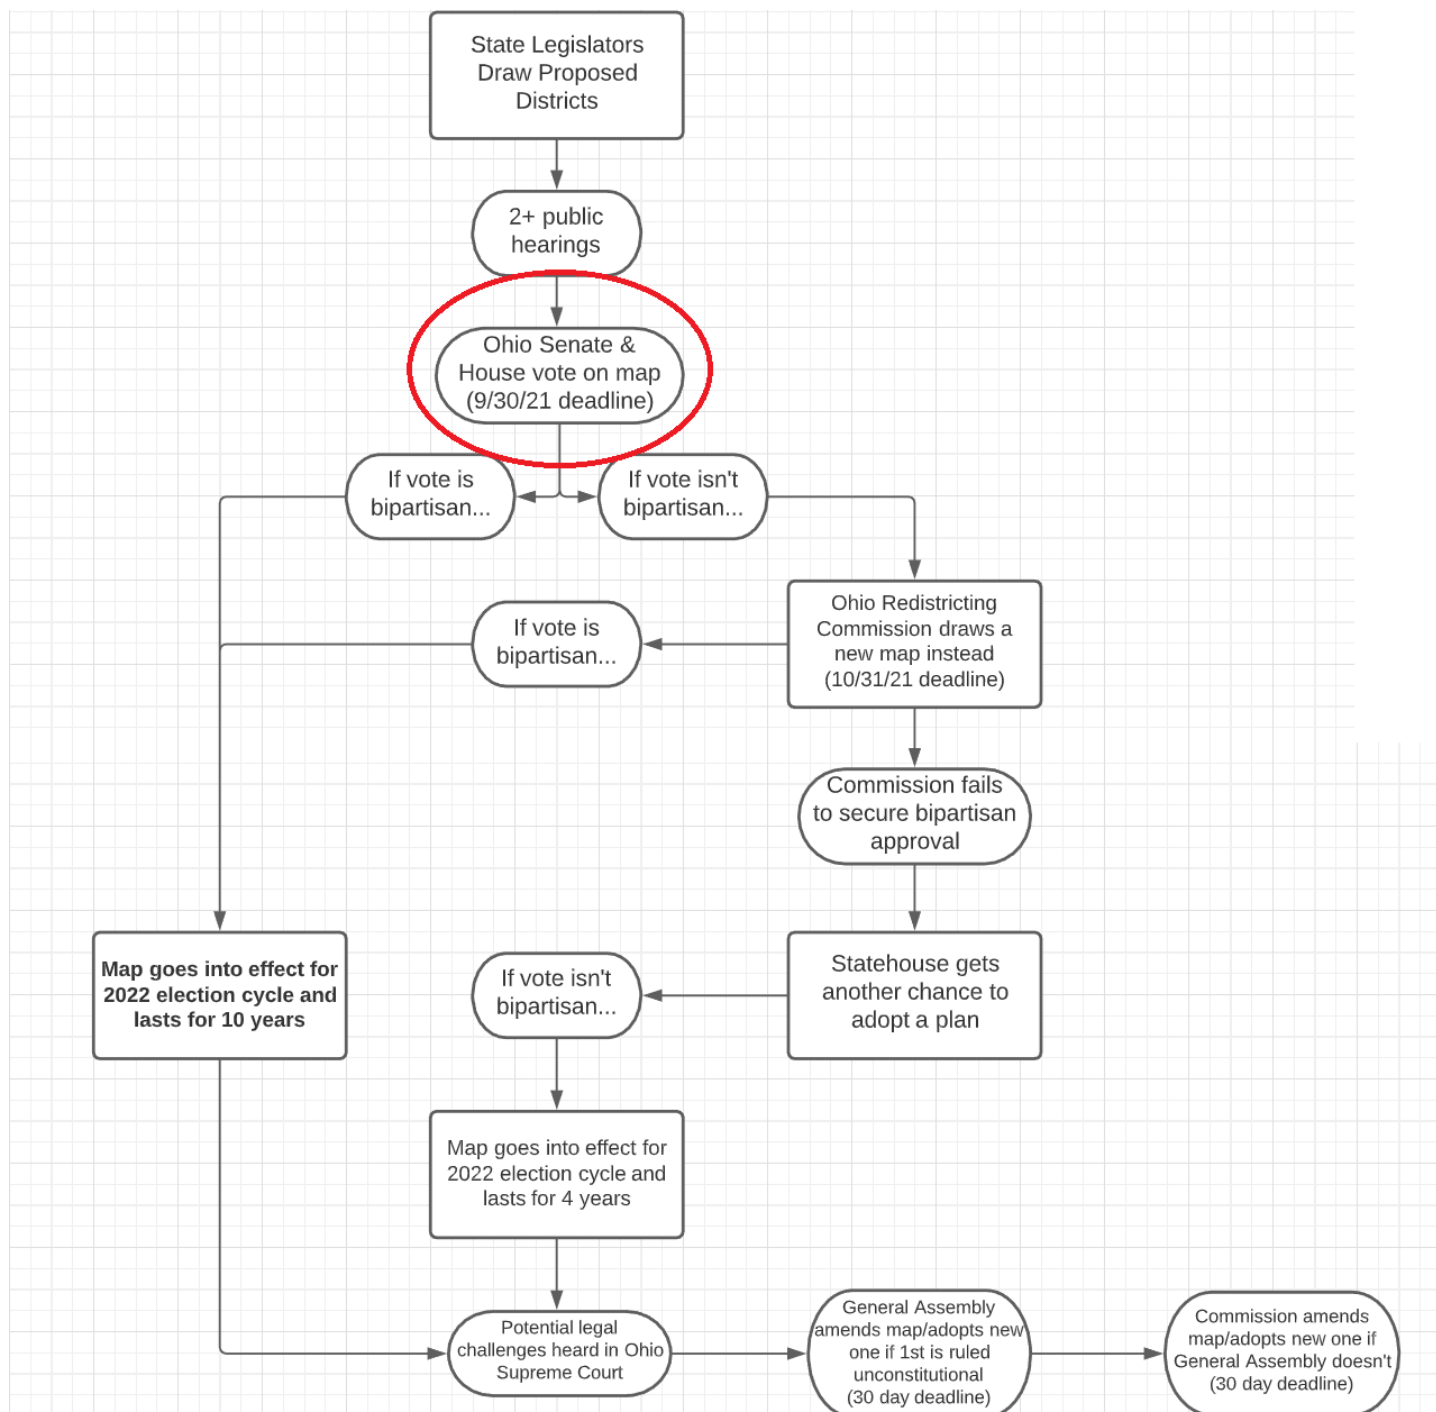 State Legislators
Draw Proposed
Districts
2+ public
hearings
Ohio Senate &
House vote on map
(9/30/21 deadline)
If vote is
bipartisan...
If vote isn't
bipartisan...
Ohio Redistricting
Commission draws a
new map instead
(10/31/21 deadline)
If vote is
bipartisan...
Commission fails
to secure bipartisan
approval
Map goes into effect for
2022 election cycle and
lasts for 10 years
If vote isn't
bipartisan...
Statehouse gets
another chance to
adopt a plan
Map goes into effect for
2022 election cycle and
lasts for 4 years
Potential legal
challenges heard in Ohio
Supreme Court
General Assembly
amends map/adopts new
one if 1st is ruled
unconstitutional
(30 day deadline)
Commission amends
map/adopts new one if
General Assembly doesn't
(30 day deadline)